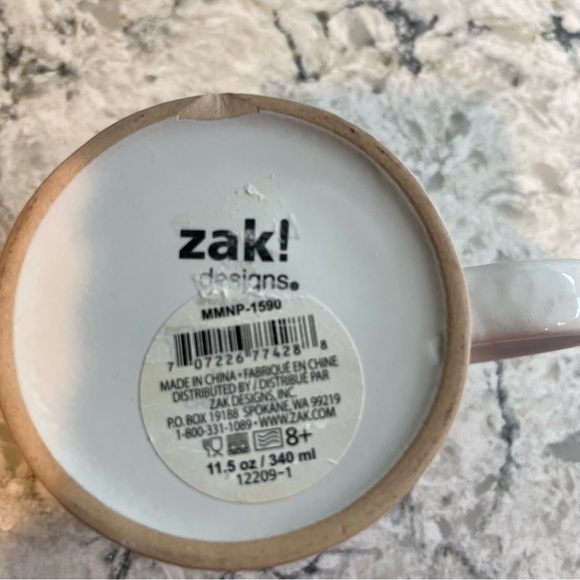 zak!
designs.
MMNP-1590
7 07226 77428 8
MADE IN CHINA • FABRIQUÉ EN CHINE
DISTRIBUTED BY / DISTRIBUÉ PAR
ZAK DESIGNS, INC.
P.O. BOX 19188 SPOKANE, WA 99219
1-800-331-1089 • WWW.ZAK.COM
8+
11.5 oz / 340 ml
12209-1